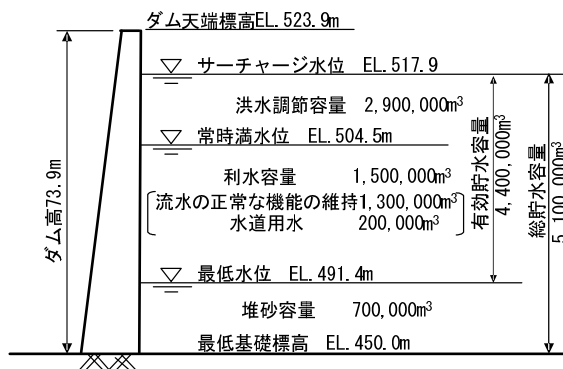 ダム天端標高EL.523.9m
サーチャージ水位 EL.517.9
洪水調節容量 2,900,000m³
常時満水位 EL.504.5m
利水容量 1,500,000m³
流水の正常な機能の維持1,300,000m³
水道用水 200,000m³
最低水位 EL.491.4m
堆砂容量 700,000m³
最低基礎標高 EL.450.0m
ダム高73.9m
有効貯水容量
4,400,000m³
総貯水容量
5,100,000m³